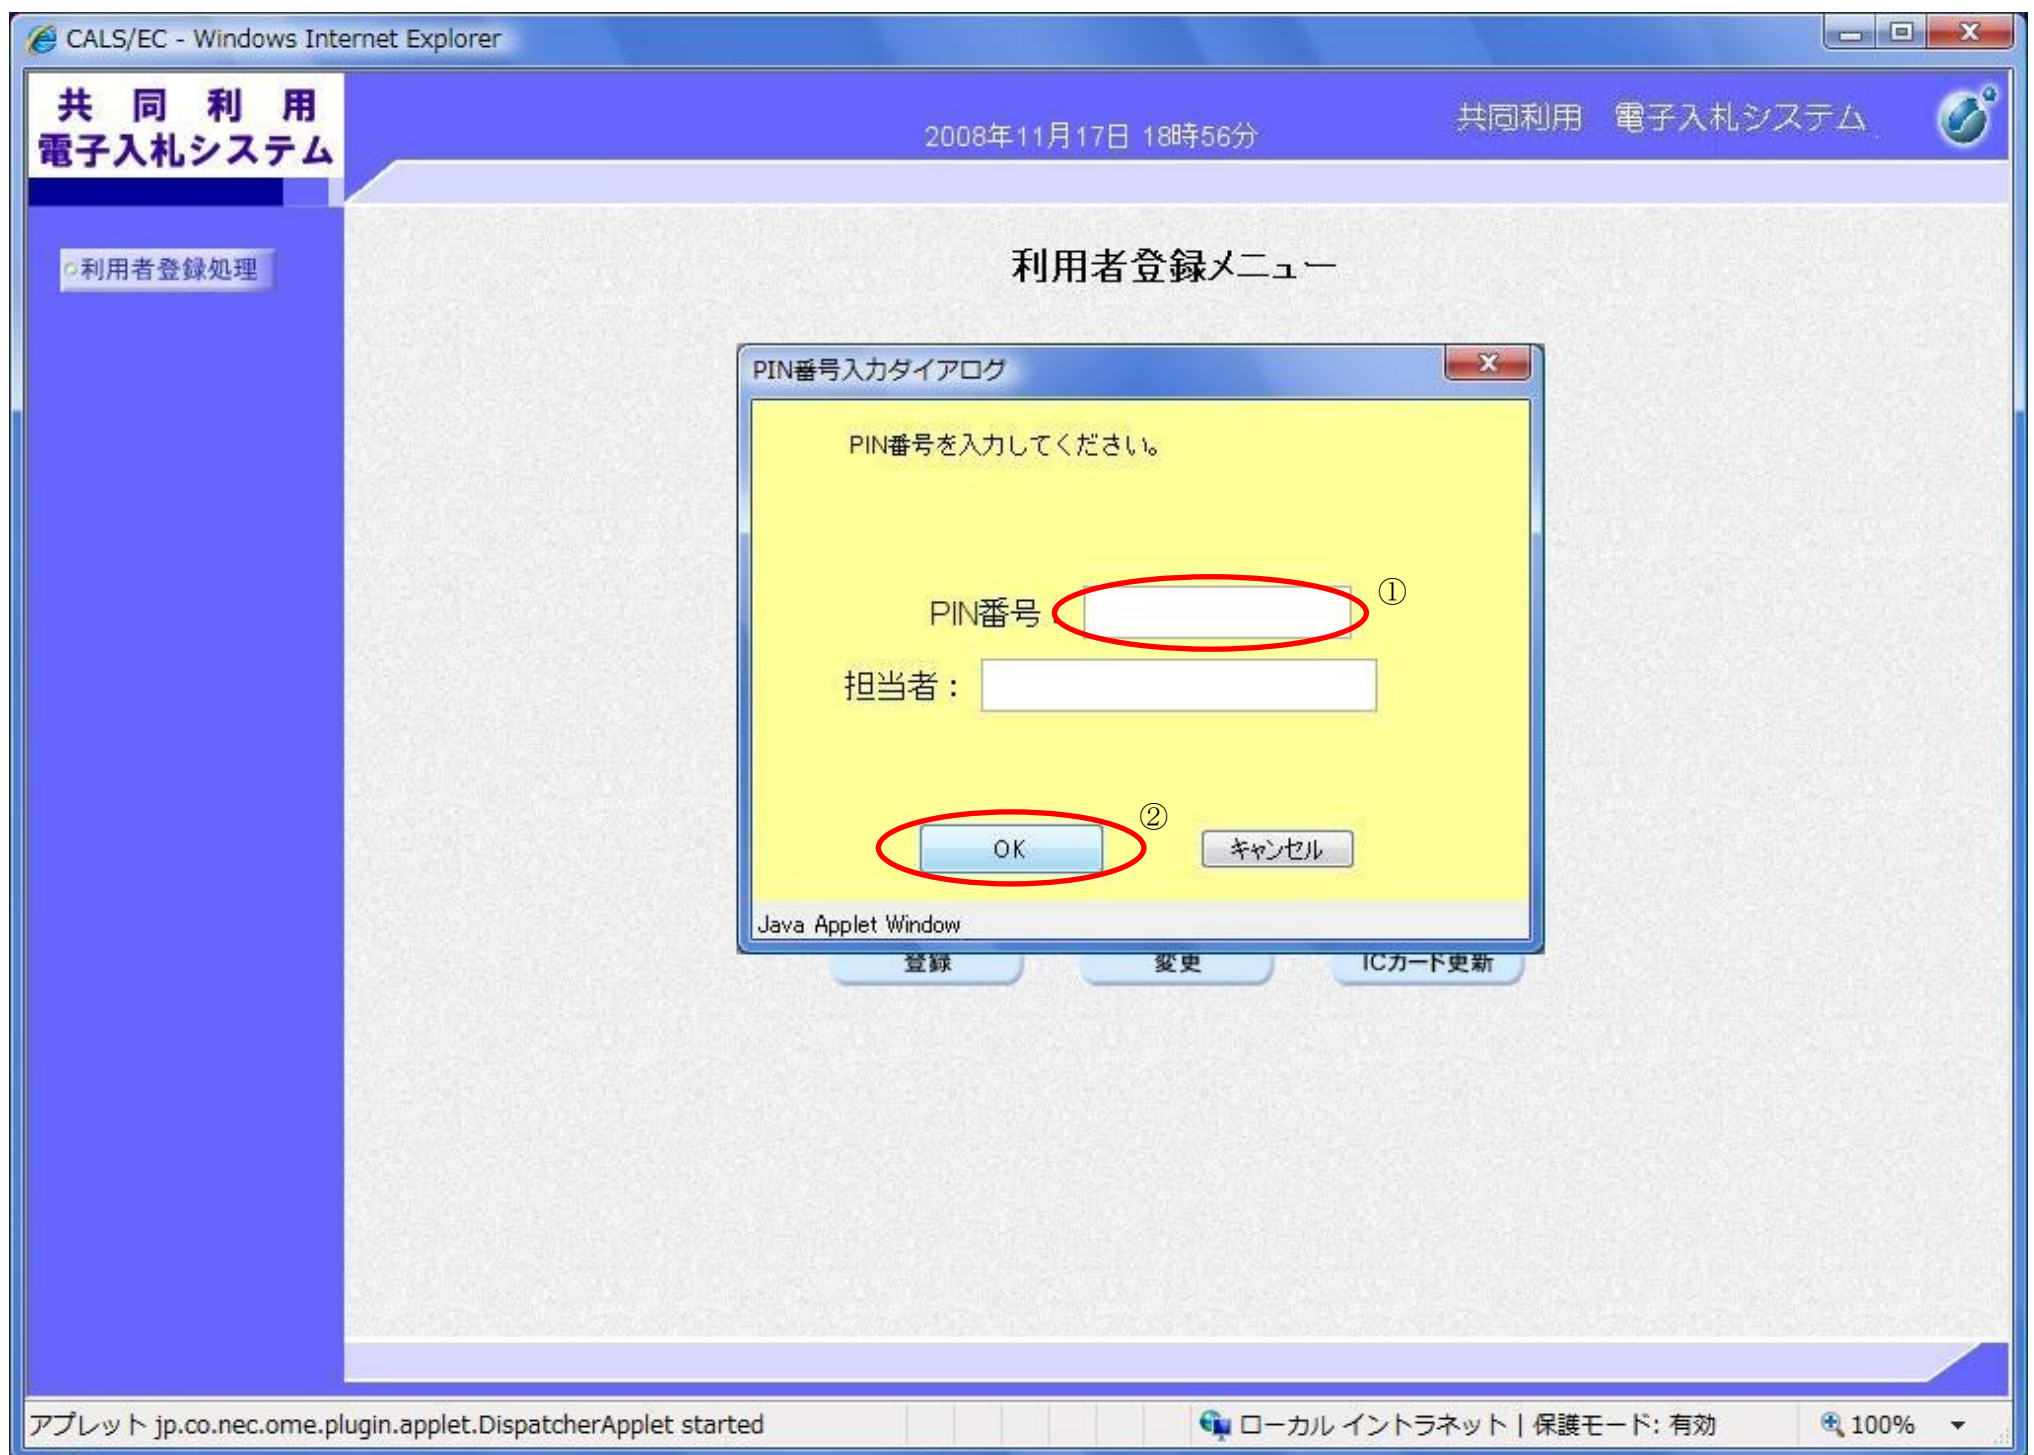 CALS/EC - Windows Internet Explorer
共同利用
電子入札システム
2008年11月17日 18時56分
共同利用 電子入札システム
利用者登録処理
利用者登録メニュー
PIN番号入力ダイアログ
PIN番号を入力してください。
PIN番号：
①
担当者：
②
OK
キャンセル
Java Applet Window
登録
変更
ICカード更新
アプレット jp.co.nec.ome.plugin.applet.DispatcherApplet started
ローカル イントラネット | 保護モード: 有効
100%